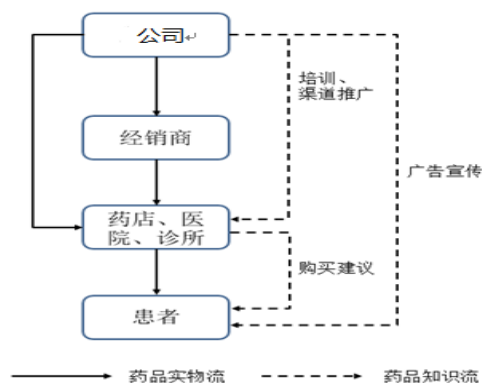 公司
培训、
渠道推广
经销商
广告宣传
药店、医
院、诊所
购买建议
患者
药品实物流
药品知识流